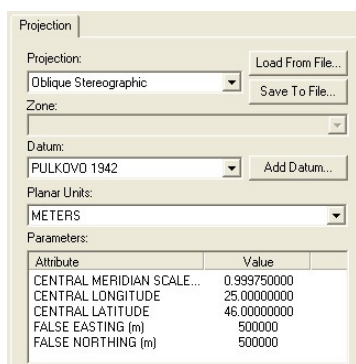 Projection
Projection:
Load From File...
Oblique Stereographic
Save To File...
Zone:
Datum:
PULKOVO 1942
Add Datum...
Planar Units:
METERS
Parameters:
Attribute Value
CENTRAL MERIDIAN SCALE... 0.999750000
CENTRAL LONGITUDE 25.00000000
CENTRAL LATITUDE 46.00000000
FALSE EASTING (m) 500000
FALSE NORTHING (m) 500000